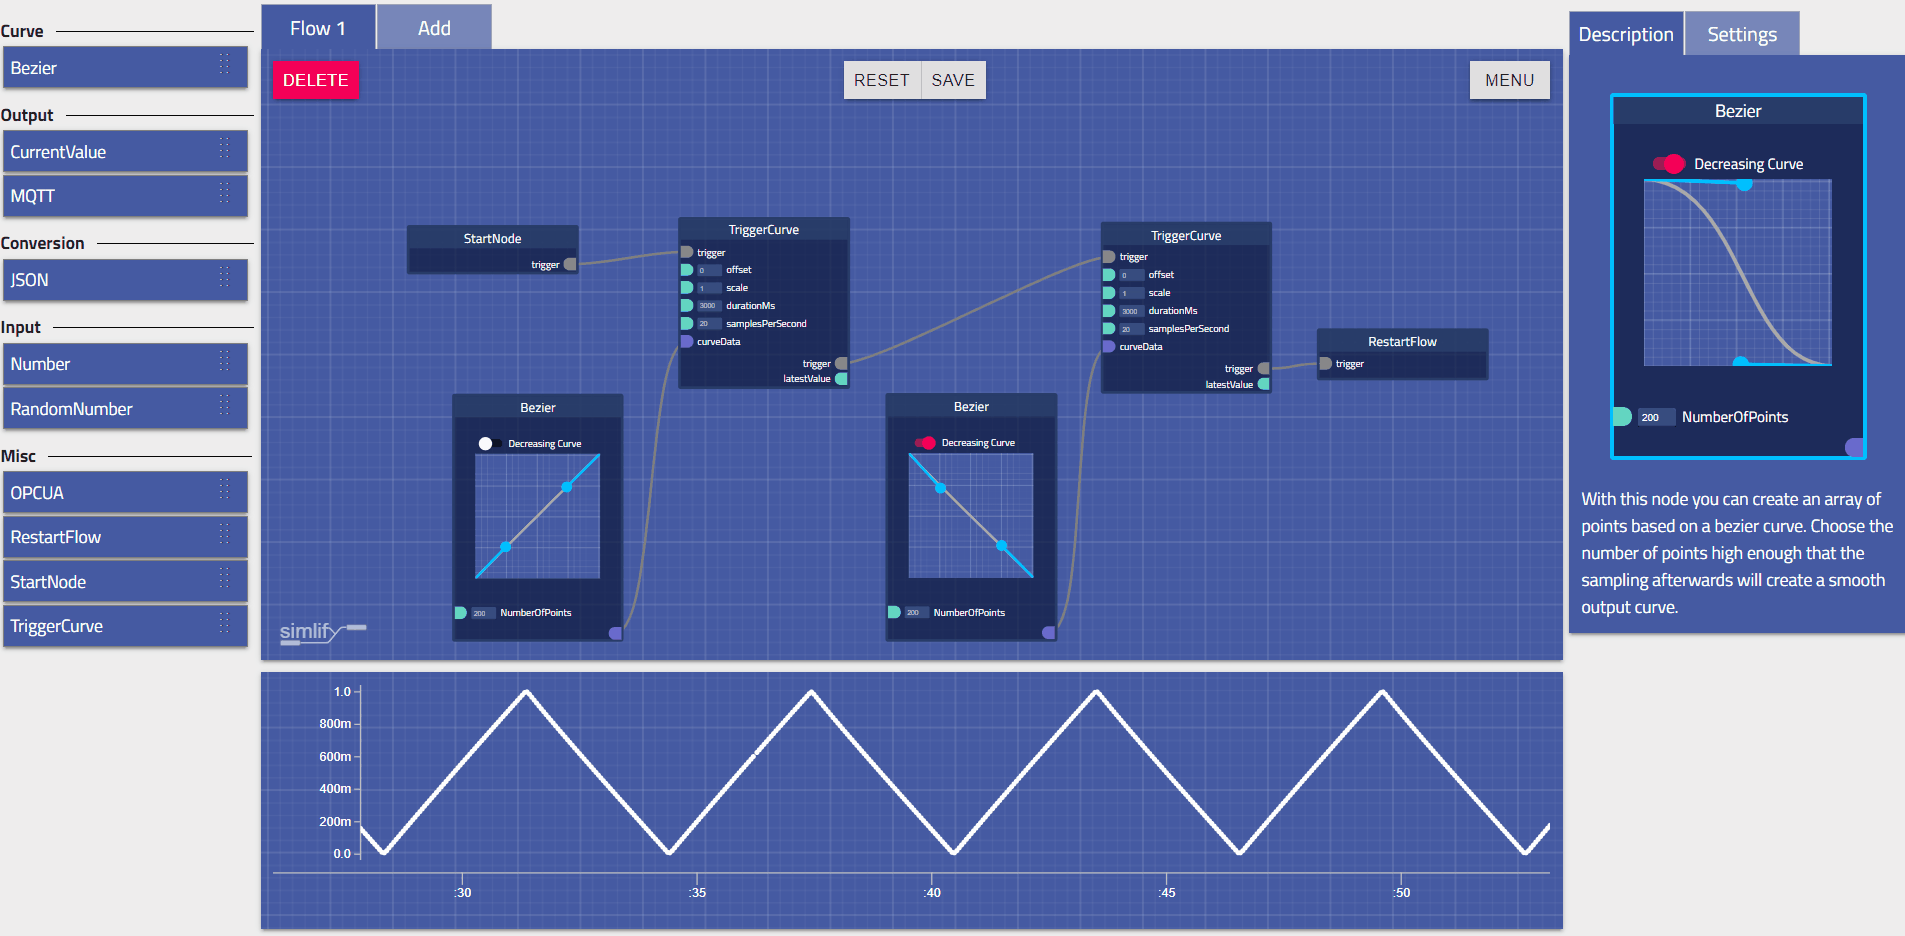 Curve
Bezier
Output
CurrentValue
MQTT
Conversion
JSON
Input
Number
RandomNumber
Misc
OPCUA
RestartFlow
StartNode
TriggerCurve
Flow 1
Add
DELETE
RESET
SAVE
MENU
StartNode
trigger
TriggerCurve
trigger
0 offset
1 scale
3000 durationMs
20 samplesPerSecond
curveData
trigger
latestValue
TriggerCurve
trigger
0 offset
1 scale
3000 durationMs
20 samplesPerSecond
curveData
trigger
latestValue
RestartFlow
trigger
Bezier
Decreasing Curve
200 NumberOfPoints
Bezier
Decreasing Curve
200 NumberOfPoints
simlify
1.0
800m
600m
400m
200m
0.0
:30
:35
:40
:45
:50
Description
Settings
Bezier
Decreasing Curve
200 NumberOfPoints
With this node you can create an array of
points based on a bezier curve. Choose the
number of points high enough that the
sampling afterwards will create a smooth
output curve.